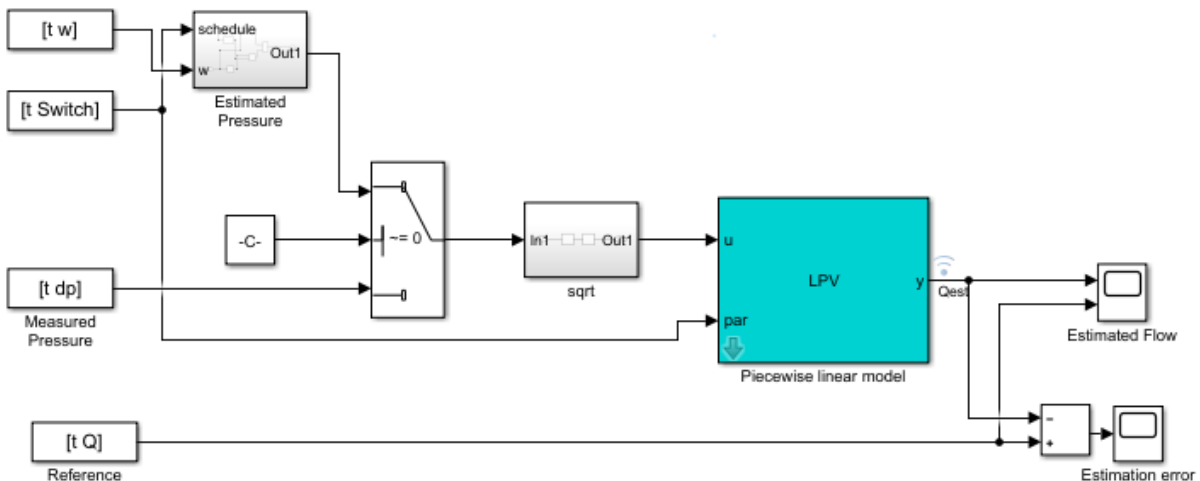 [t w]
schedule
w
Out1
Estimated
Pressure
[t Switch]
-C-
~= 0
[t dp]
Measured
Pressure
In1
Out1
sqrt
u
par
LPV
y
Piecewise linear model
Qest
Estimated Flow
[t Q]
Reference
−
+
Estimation error